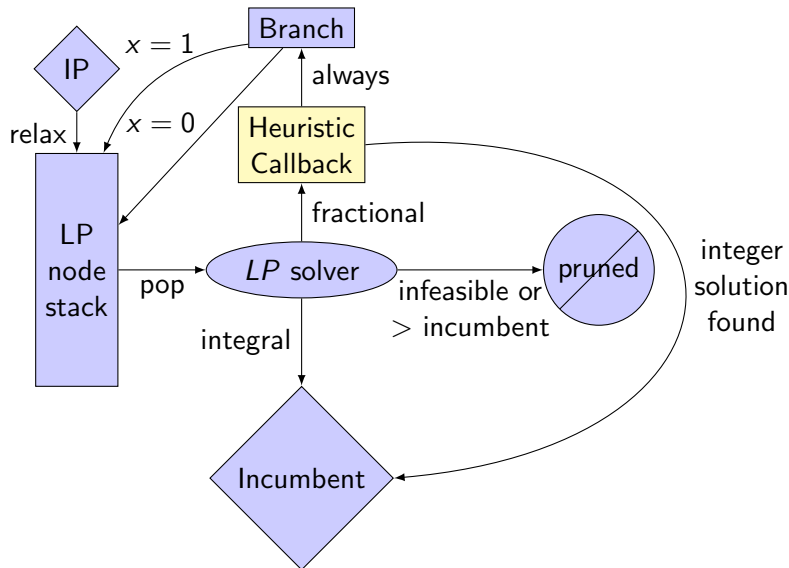 Branch
x = 1
IP
always
relax
x = 0
Heuristic
Callback
fractional
LP
node
stack
pop
LP solver
infeasible or
> incumbent
pruned
integer
solution
found
integral
Incumbent